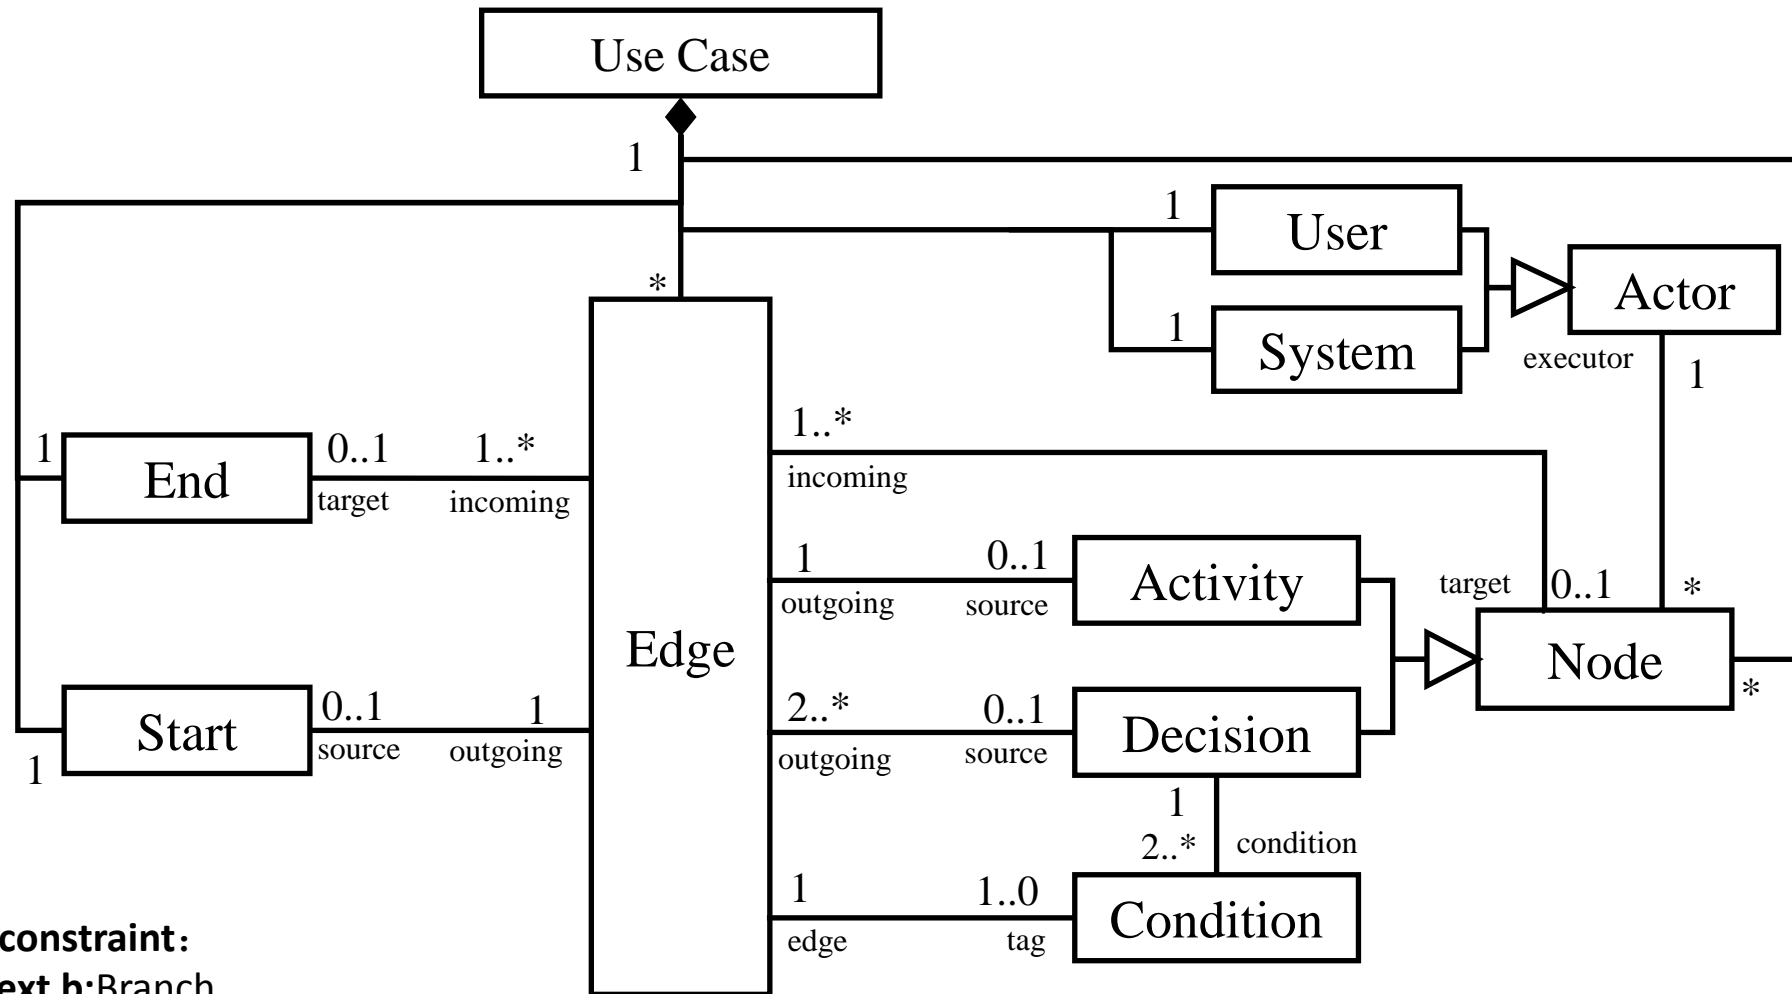 Use Case
1
1
User
*
Actor
1
System
executor
1
1..*
1
End
0..1
1..*
incoming
target
incoming
1
0..1
Activity
target
0..1
*
outgoing
source
Edge
Node
2..*
0..1
Decision
*
Start
0..1
1
source
outgoing
outgoing
source
1
1
2..*
condition
1
1..0
Condition
edge
tag
constraint:
ext b:Branch